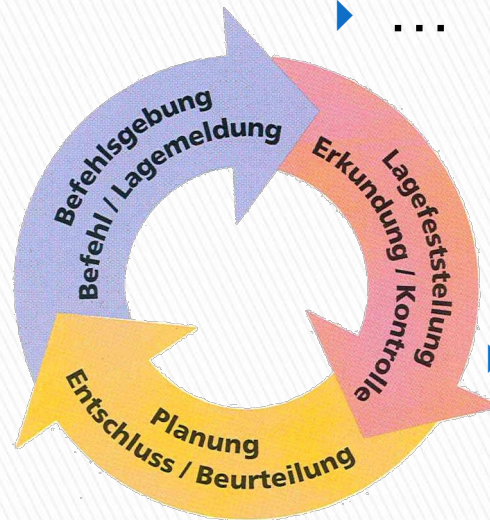 ...
Befehlsgebung
Befehl / Lagemeldung
Lagefeststellung
Erkundung / Kontrolle
Planung
Entschluss / Beurteilung